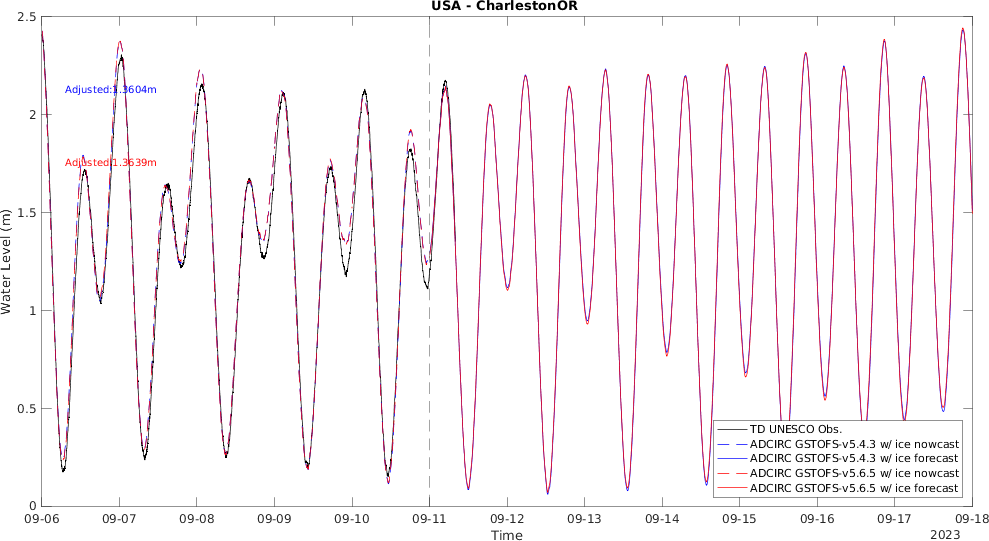 USA - CharlestonOR
2.5
2
1.5
1
0.5
0
Water Level (m)
Adjusted:1.3604m
Adjusted:1.3639m
TD UNESCO Obs.
ADCIRC GSTOFS-v5.4.3 w/ ice nowcast
ADCIRC GSTOFS-v5.4.3 w/ ice forecast
ADCIRC GSTOFS-v5.6.5 w/ ice nowcast
ADCIRC GSTOFS-v5.6.5 w/ ice forecast
09-06 09-07 09-08 09-09 09-10 09-11 09-12 09-13 09-14 09-15 09-16 09-17 09-18
Time
2023